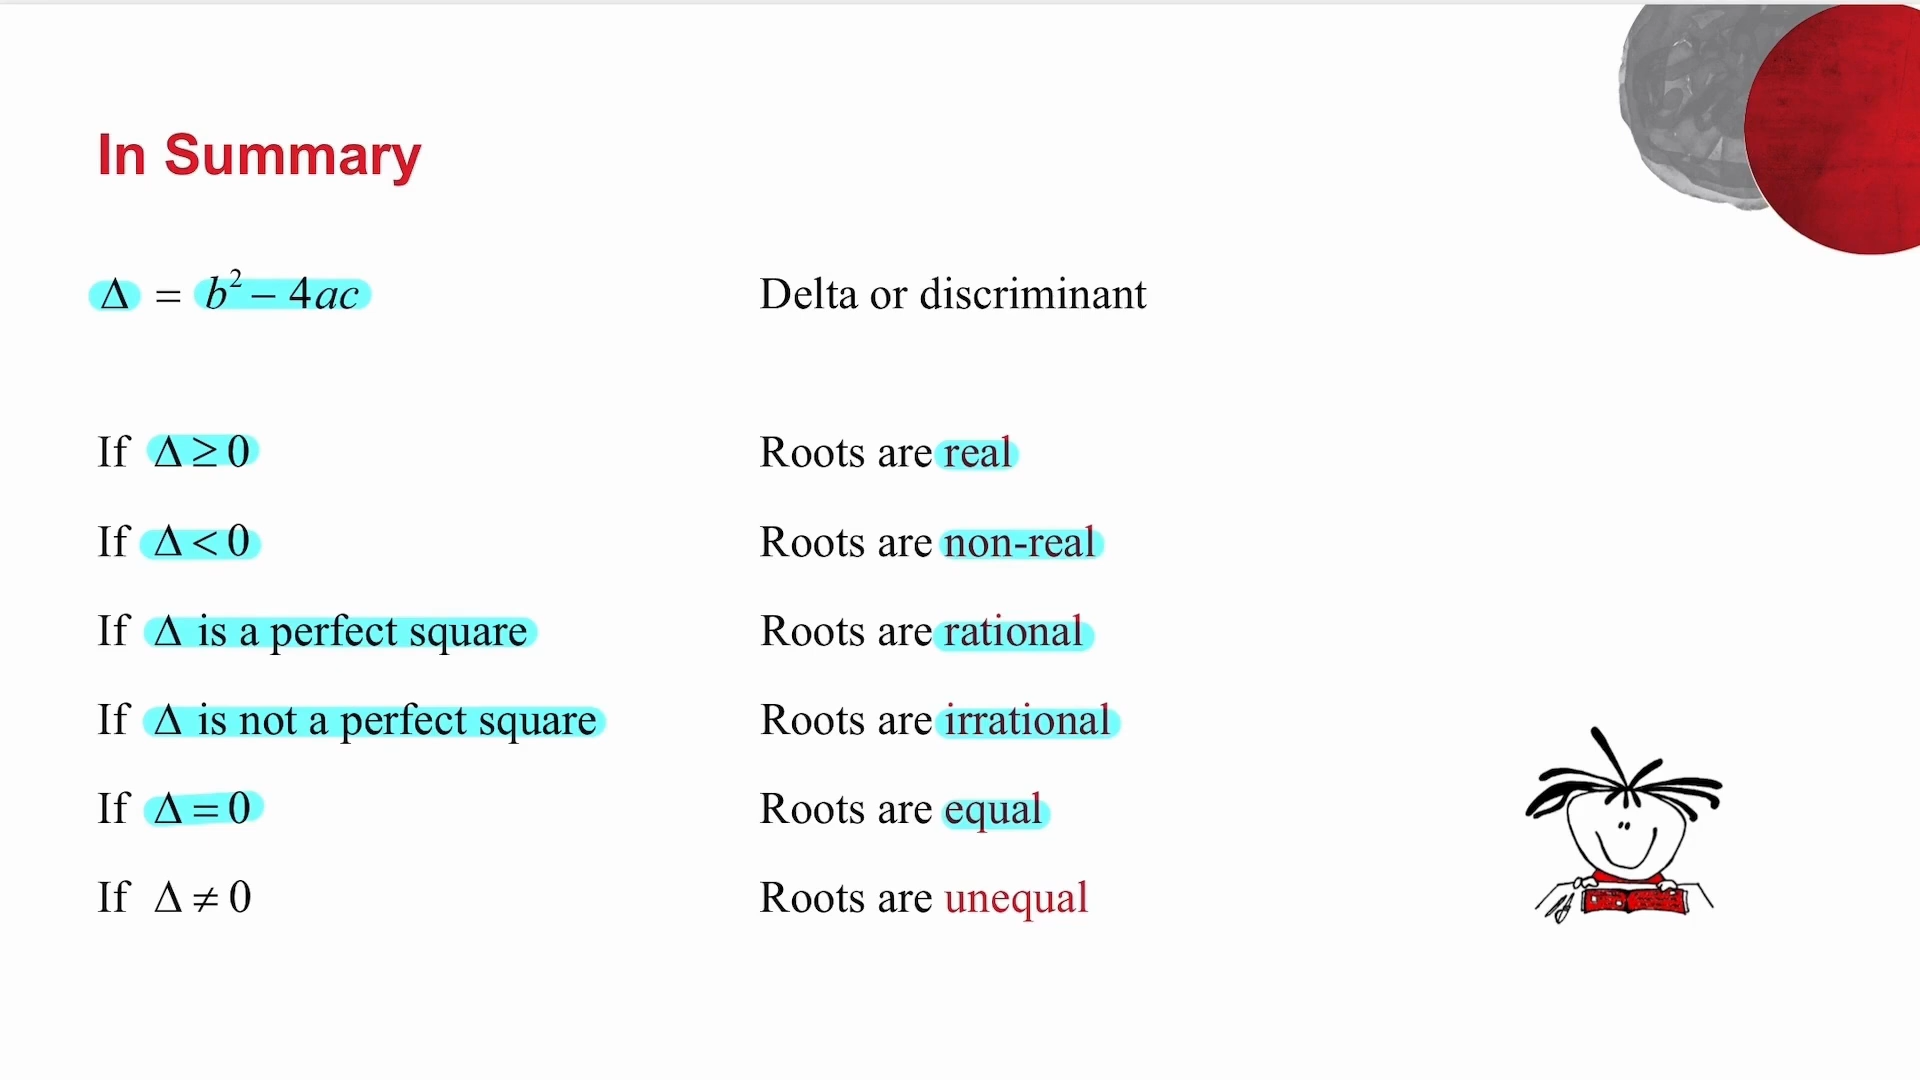 In Summary
Δ = b² − 4ac Delta or discriminant
If Δ ≥ 0 Roots are real
If Δ < 0 Roots are non-real
If Δ is a perfect square Roots are rational
If Δ is not a perfect square Roots are irrational
If Δ = 0 Roots are equal
If Δ ≠ 0 Roots are unequal